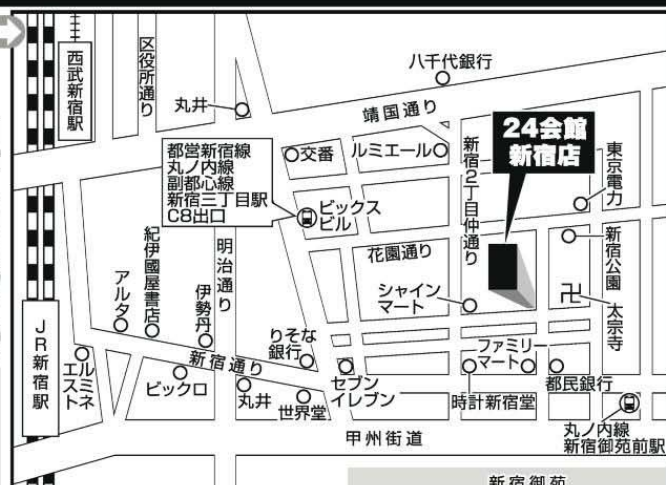 西武新宿駅
区役所通り
丸井
八千代銀行
靖国通り
24会館
新宿店
都営新宿線
丸ノ内線
副都心線
新宿三丁目駅
C8出口
交番
ルミエール
新宿2丁目仲通り
東京電力
ビックス
ビル
花園通り
新宿公園
卍
太宗寺
シャイン
マート
明治通り
紀伊國屋書店
アルタ
伊勢丹
JR新宿駅
ルミネ
エスト
新宿通り
ビックロ
りそな
銀行
丸井
世界堂
セブン
イレブン
ファミリー
マート
時計新宿堂
都民銀行
丸ノ内線
新宿御苑前駅
甲州街道
新宿御苑